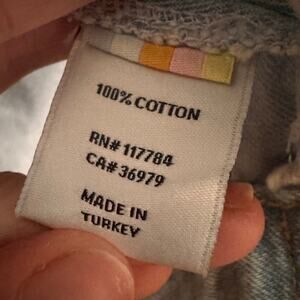 100% COTTON
RN# 117784
CA# 36979
MADE IN
TURKEY